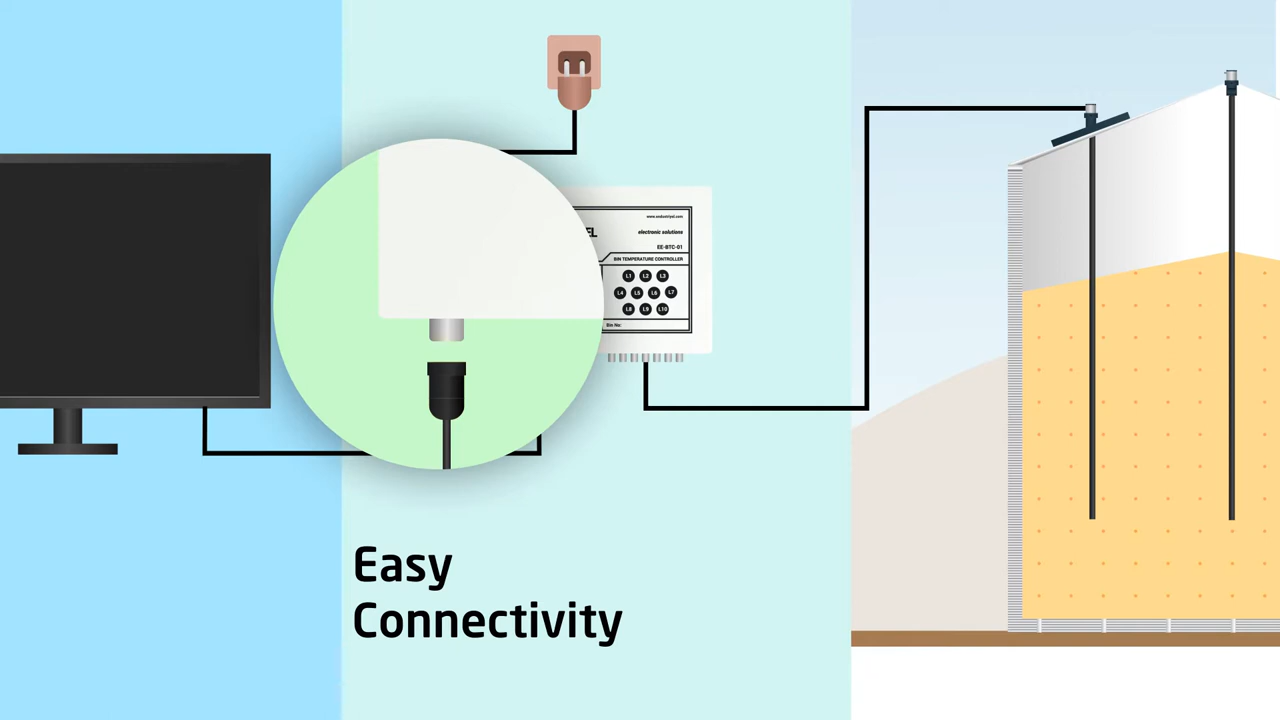 www.endustriyel.com
EL
electronic solutions
EE-BTC-01
BIN TEMPERATURE CONTROLLER
L1 L2 L3
L4 L5 L6 L7
L8 L9 L10
Bin No:
Easy
Connectivity